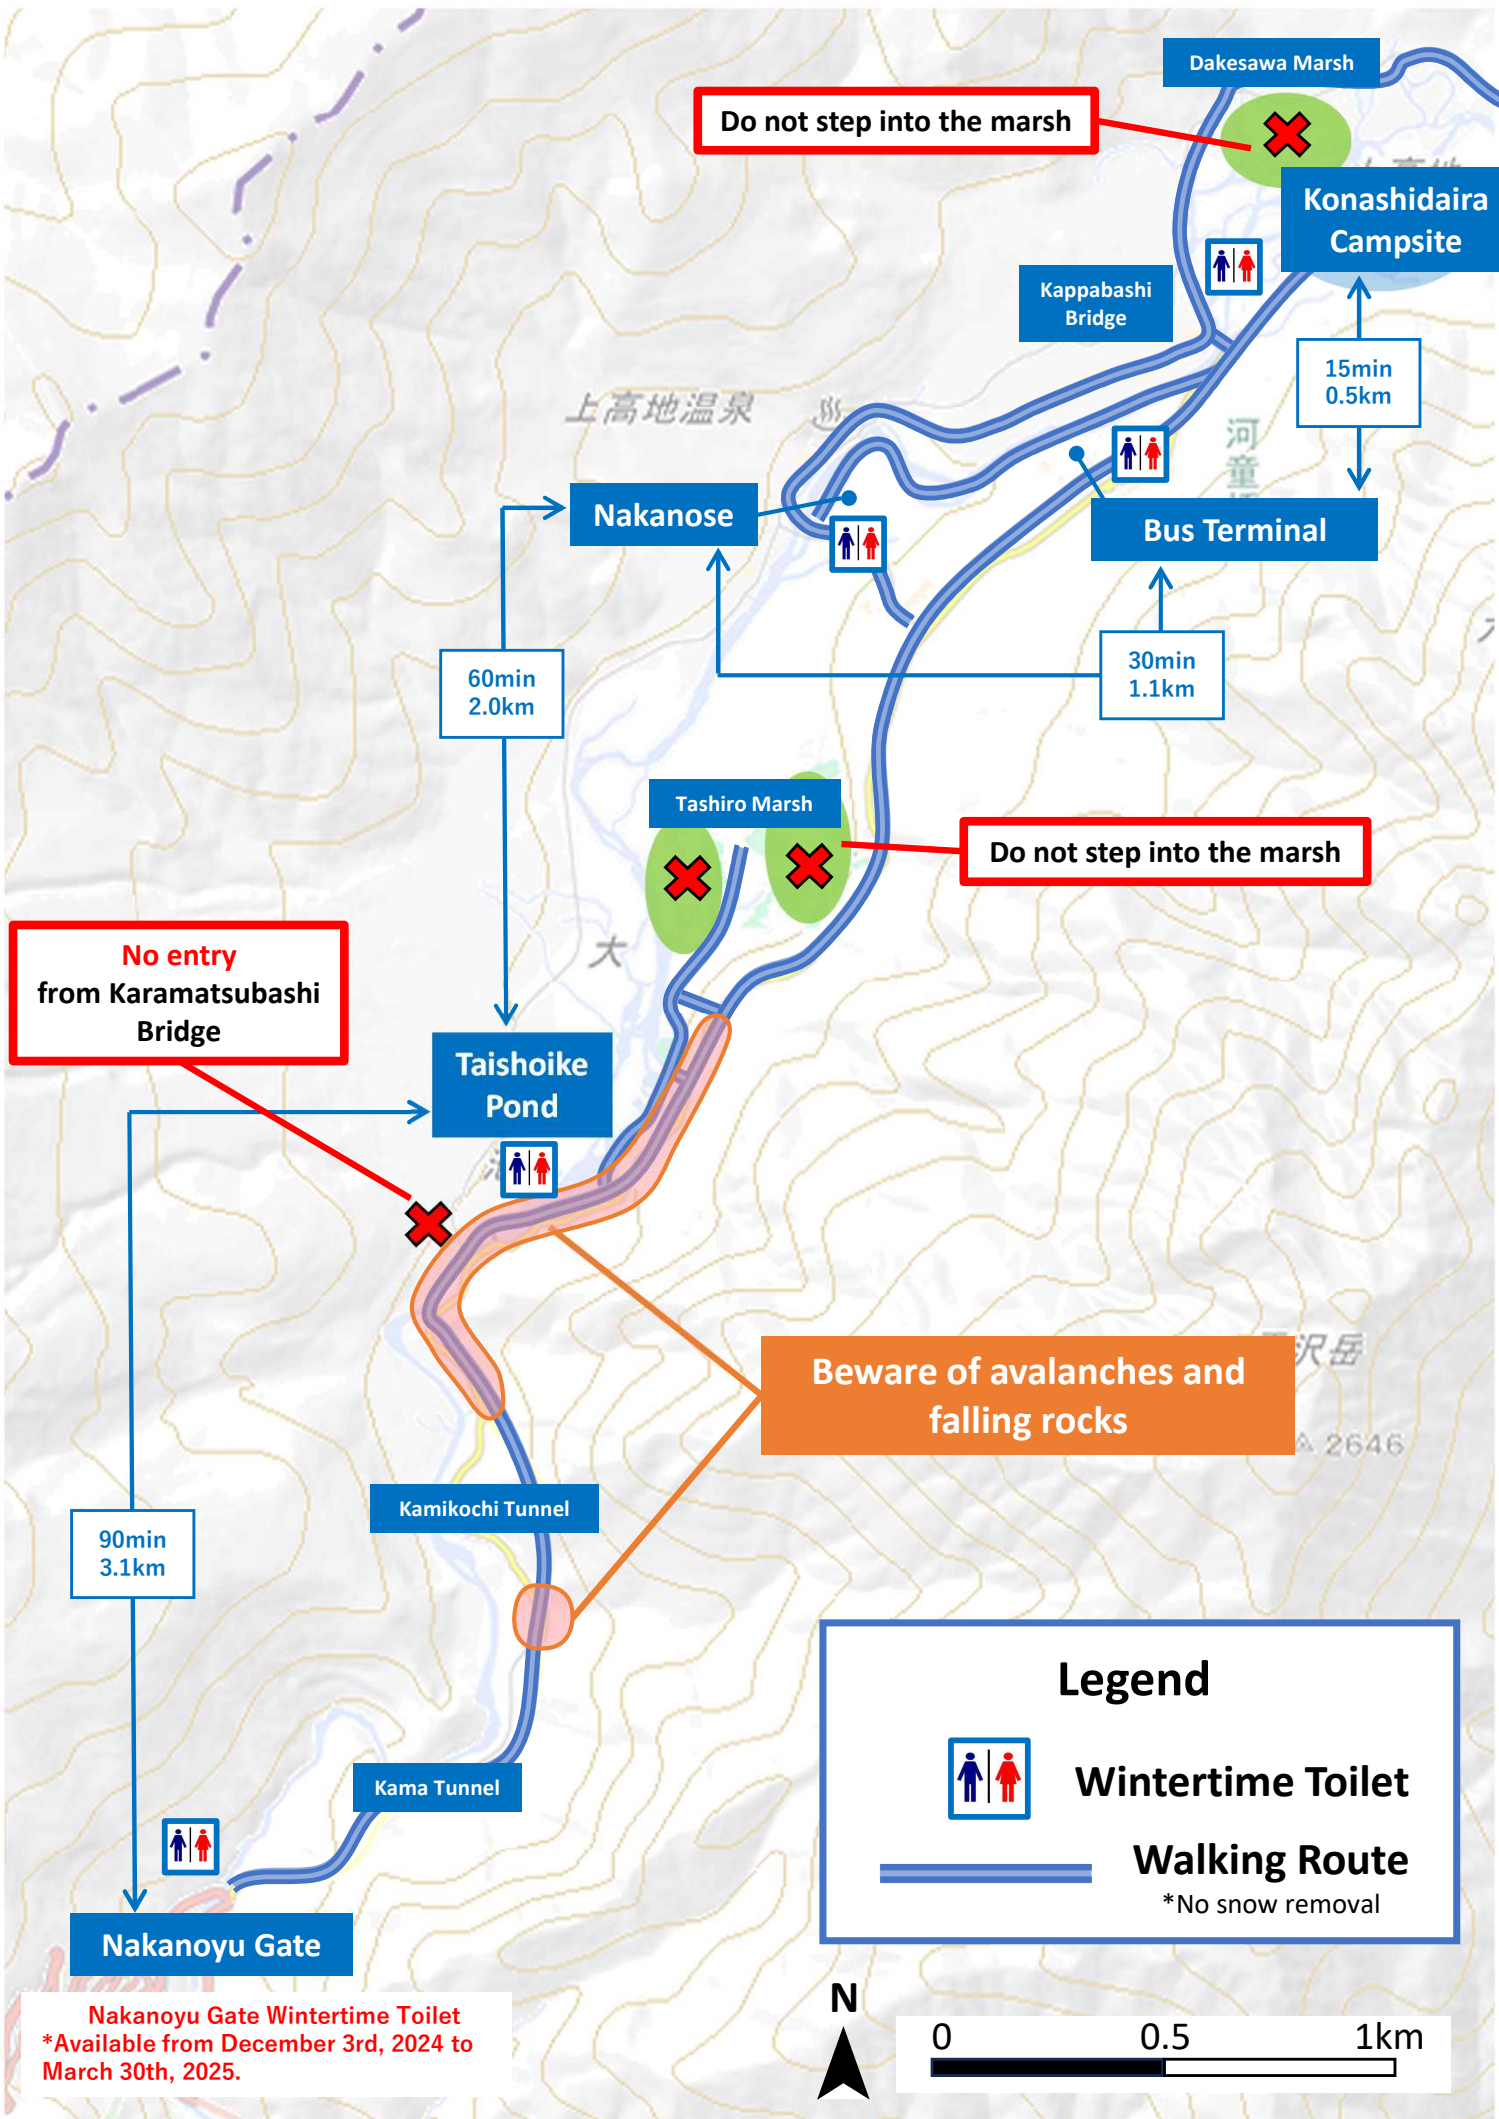 Dakesawa Marsh
Do not step into the marsh
Konashidaira
Campsite
Kappabashi
Bridge
15min
0.5km
上高地温泉
Nakanose
Bus Terminal
30min
1.1km
60min
2.0km
Tashiro Marsh
Do not step into the marsh
No entry
from Karamatsubashi
Bridge
大
Taishoike
Pond
Beware of avalanches and
falling rocks
沢岳
2646
Kamikochi Tunnel
90min
3.1km
Kama Tunnel
Nakanoyu Gate
Nakanoyu Gate Wintertime Toilet
*Available from December 3rd, 2024 to
March 30th, 2025.
Legend
Wintertime Toilet
Walking Route
*No snow removal
N
0 0.5 1km